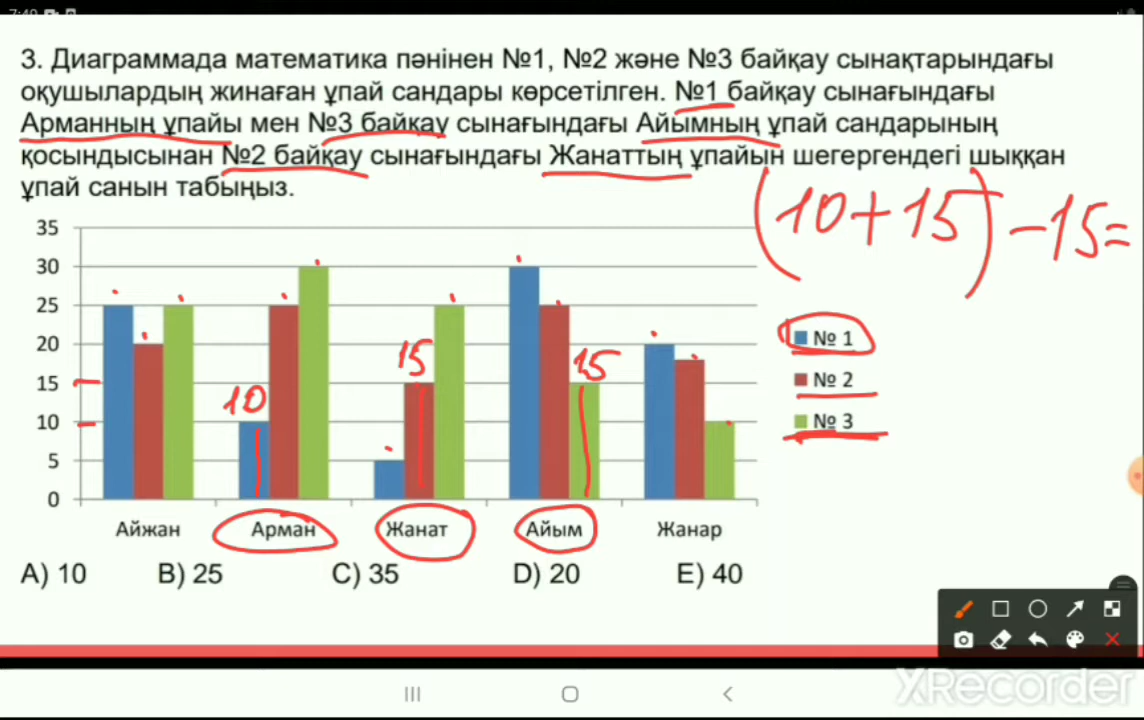 7:49
3. Диаграммада математика пәнінен №1, №2 және №3 байқау сынақтарындағы
оқушылардың жинаған ұпай сандары көрсетілген. №1 байқау сынағындағы
Арманның ұпайы мен №3 байқау сынағындағы Айымның ұпай сандарының
қосындысынан №2 байқау сынағындағы Жанаттың ұпайын шегергендегі шыққан
ұпай санын табыңыз.
(10+15)-15=
35
30
25
20
15
10
5
0
10
15
15
№ 1
№ 2
№ 3
Айжан Арман Жанат Айым Жанар
A) 10 B) 25 C) 35 D) 20 E) 40
XRecorder